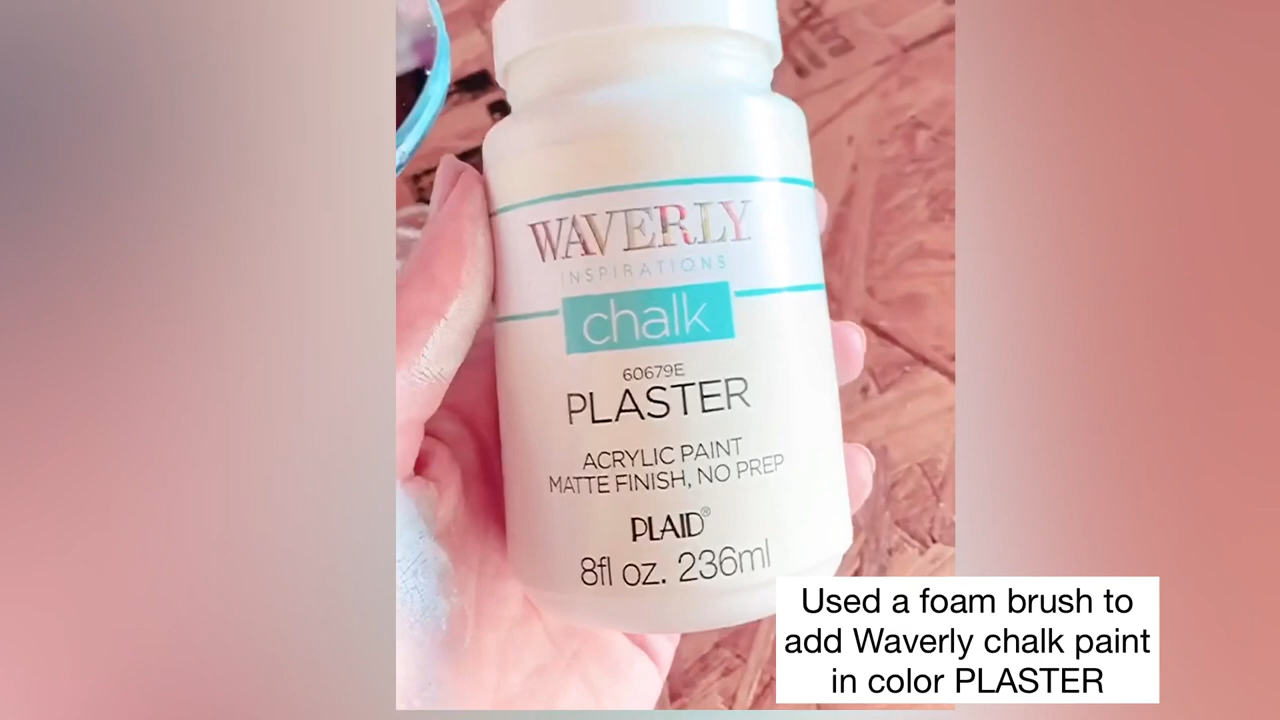 WAVERLY
INSPIRATIONS
chalk
60679E
PLASTER
ACRYLIC PAINT
MATTE FINISH, NO PREP
PLAID®
8fl oz. 236ml
Used a foam brush to
add Waverly chalk paint
in color PLASTER